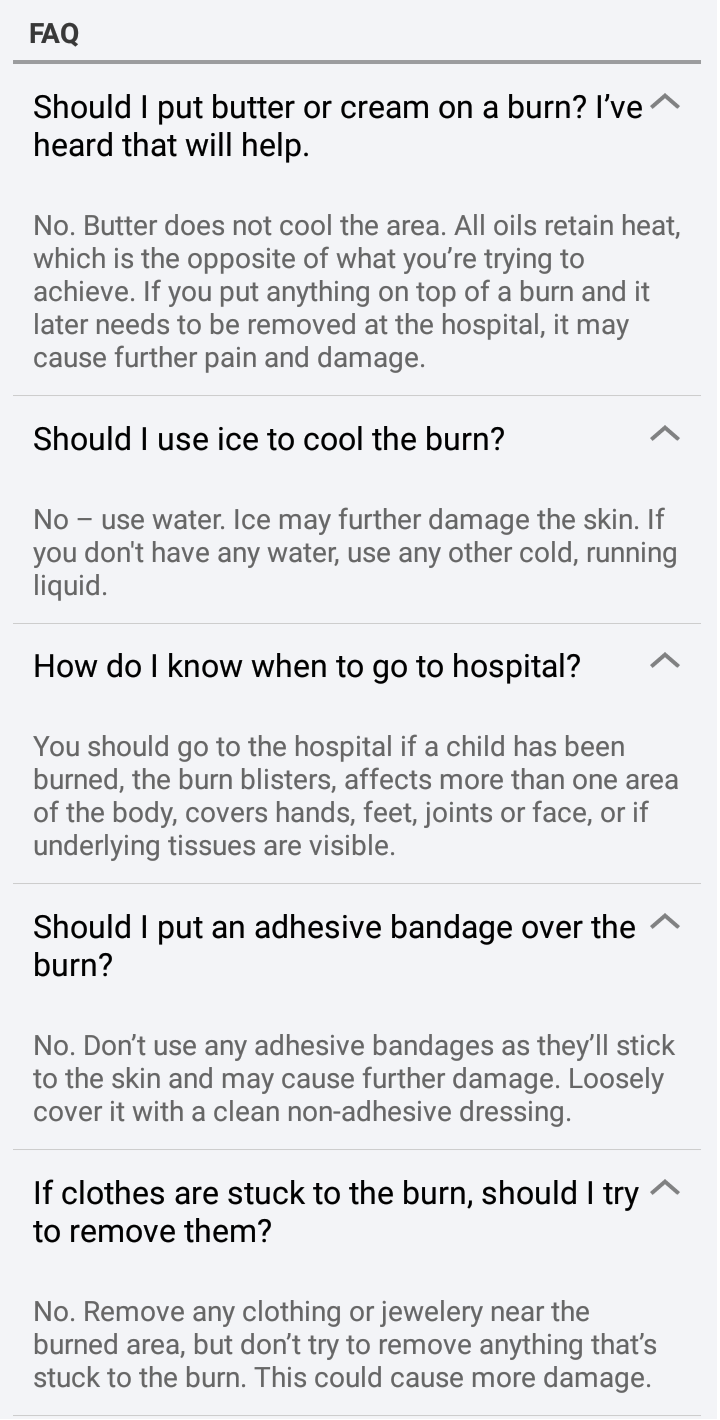 FAQ
Should I put butter or cream on a burn? I’ve
heard that will help.
No. Butter does not cool the area. All oils retain heat,
which is the opposite of what you’re trying to
achieve. If you put anything on top of a burn and it
later needs to be removed at the hospital, it may
cause further pain and damage.
Should I use ice to cool the burn?
No – use water. Ice may further damage the skin. If
you don't have any water, use any other cold, running
liquid.
How do I know when to go to hospital?
You should go to the hospital if a child has been
burned, the burn blisters, affects more than one area
of the body, covers hands, feet, joints or face, or if
underlying tissues are visible.
Should I put an adhesive bandage over the
burn?
No. Don’t use any adhesive bandages as they’ll stick
to the skin and may cause further damage. Loosely
cover it with a clean non-adhesive dressing.
If clothes are stuck to the burn, should I try
to remove them?
No. Remove any clothing or jewelery near the
burned area, but don’t try to remove anything that’s
stuck to the burn. This could cause more damage.